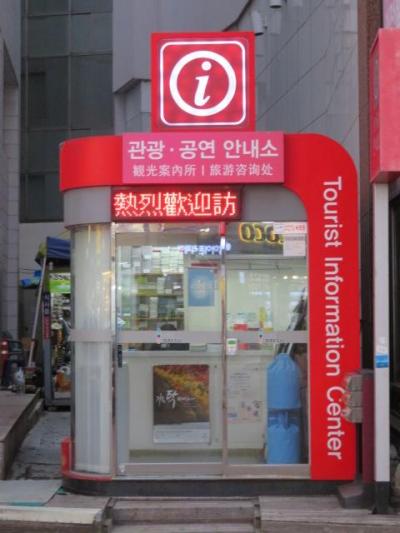 i
관광·공연 안내소
観光案内所 | 旅游咨询处
熱烈歡迎訪
Tourist Information Center